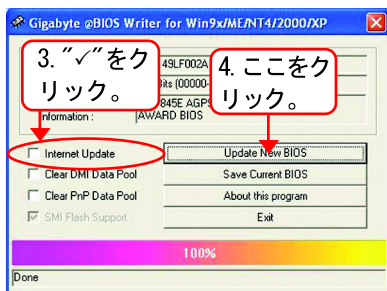 Gigabyte @BIOS Writer for Win9x/ME/NT4/2000/XP
3. "✓"をク
リック。
49LF002A
4. ここをク
リック。
Bits (00000-
845E AGPS
Information : AWARD BIOS
Internet Update
Update New BIOS
Clear DMI Data Pool
Save Current BIOS
Clear PnP Data Pool
About this program
SMI Flash Support
Exit
100%
Done